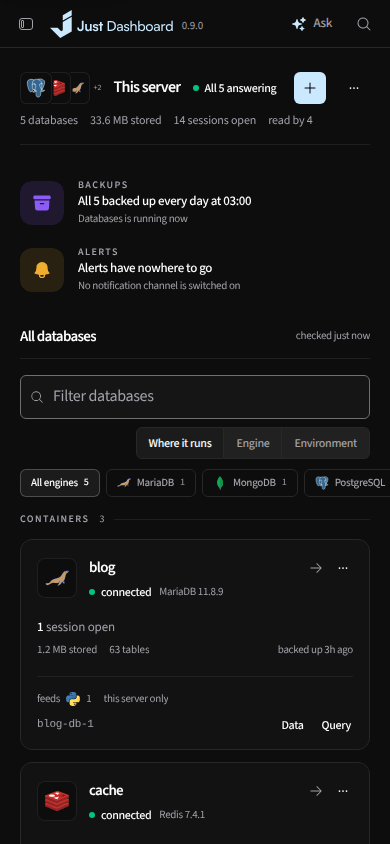 Just Dashboard 0.9.0 Ask
+2 This server All 5 answering
5 databases 33.6 MB stored 14 sessions open read by 4
BACKUPS
All 5 backed up every day at 03:00
Databases is running now
ALERTS
Alerts have nowhere to go
No notification channel is switched on
All databases checked just now
Filter databases
Where it runs Engine Environment
All engines 5 MariaDB 1 MongoDB 1 PostgreSQL
CONTAINERS 3
blog
connected MariaDB 11.8.9
1 session open
1.2 MB stored 63 tables backed up 3h ago
feeds 1 this server only
blog-db-1 Data Query
cache
connected Redis 7.4.1